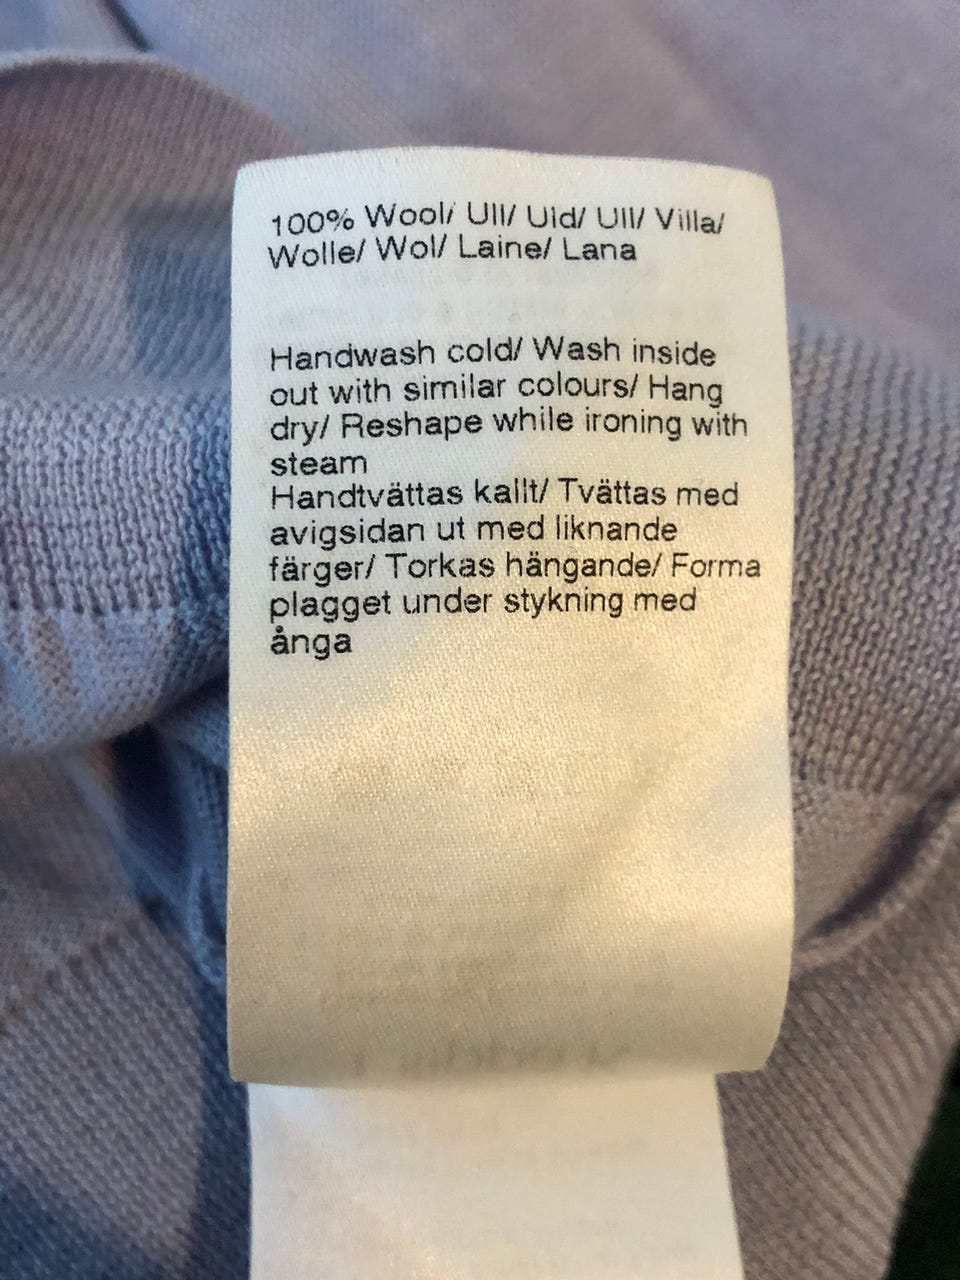 100% Wool/ Ull/ Uld/ Ull/ Villa/
Wolle/ Wol/ Laine/ Lana
Handwash cold/ Wash inside
out with similar colours/ Hang
dry/ Reshape while ironing with
steam
Handtvättas kallt/ Tvättas med
avigsidan ut med liknande
färger/ Torkas hängande/ Forma
plagget under stykning med
ånga